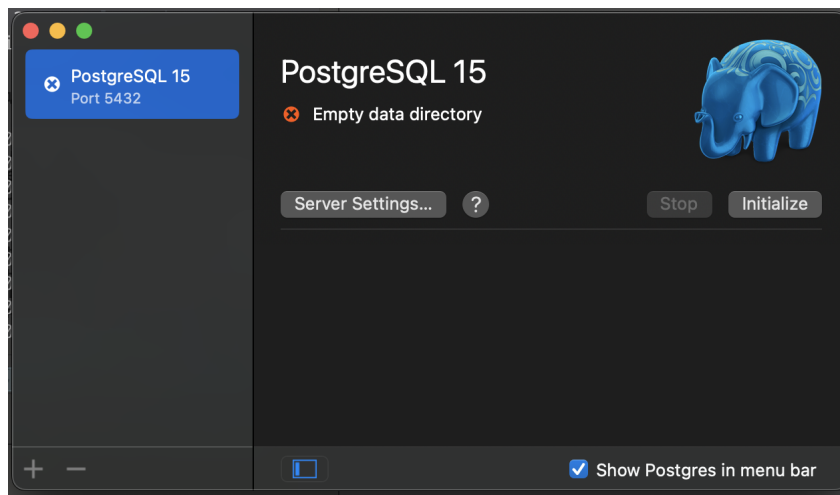 PostgreSQL 15
Port 5432
PostgreSQL 15
Empty data directory
Server Settings...
?
Stop
Initialize
Show Postgres in menu bar